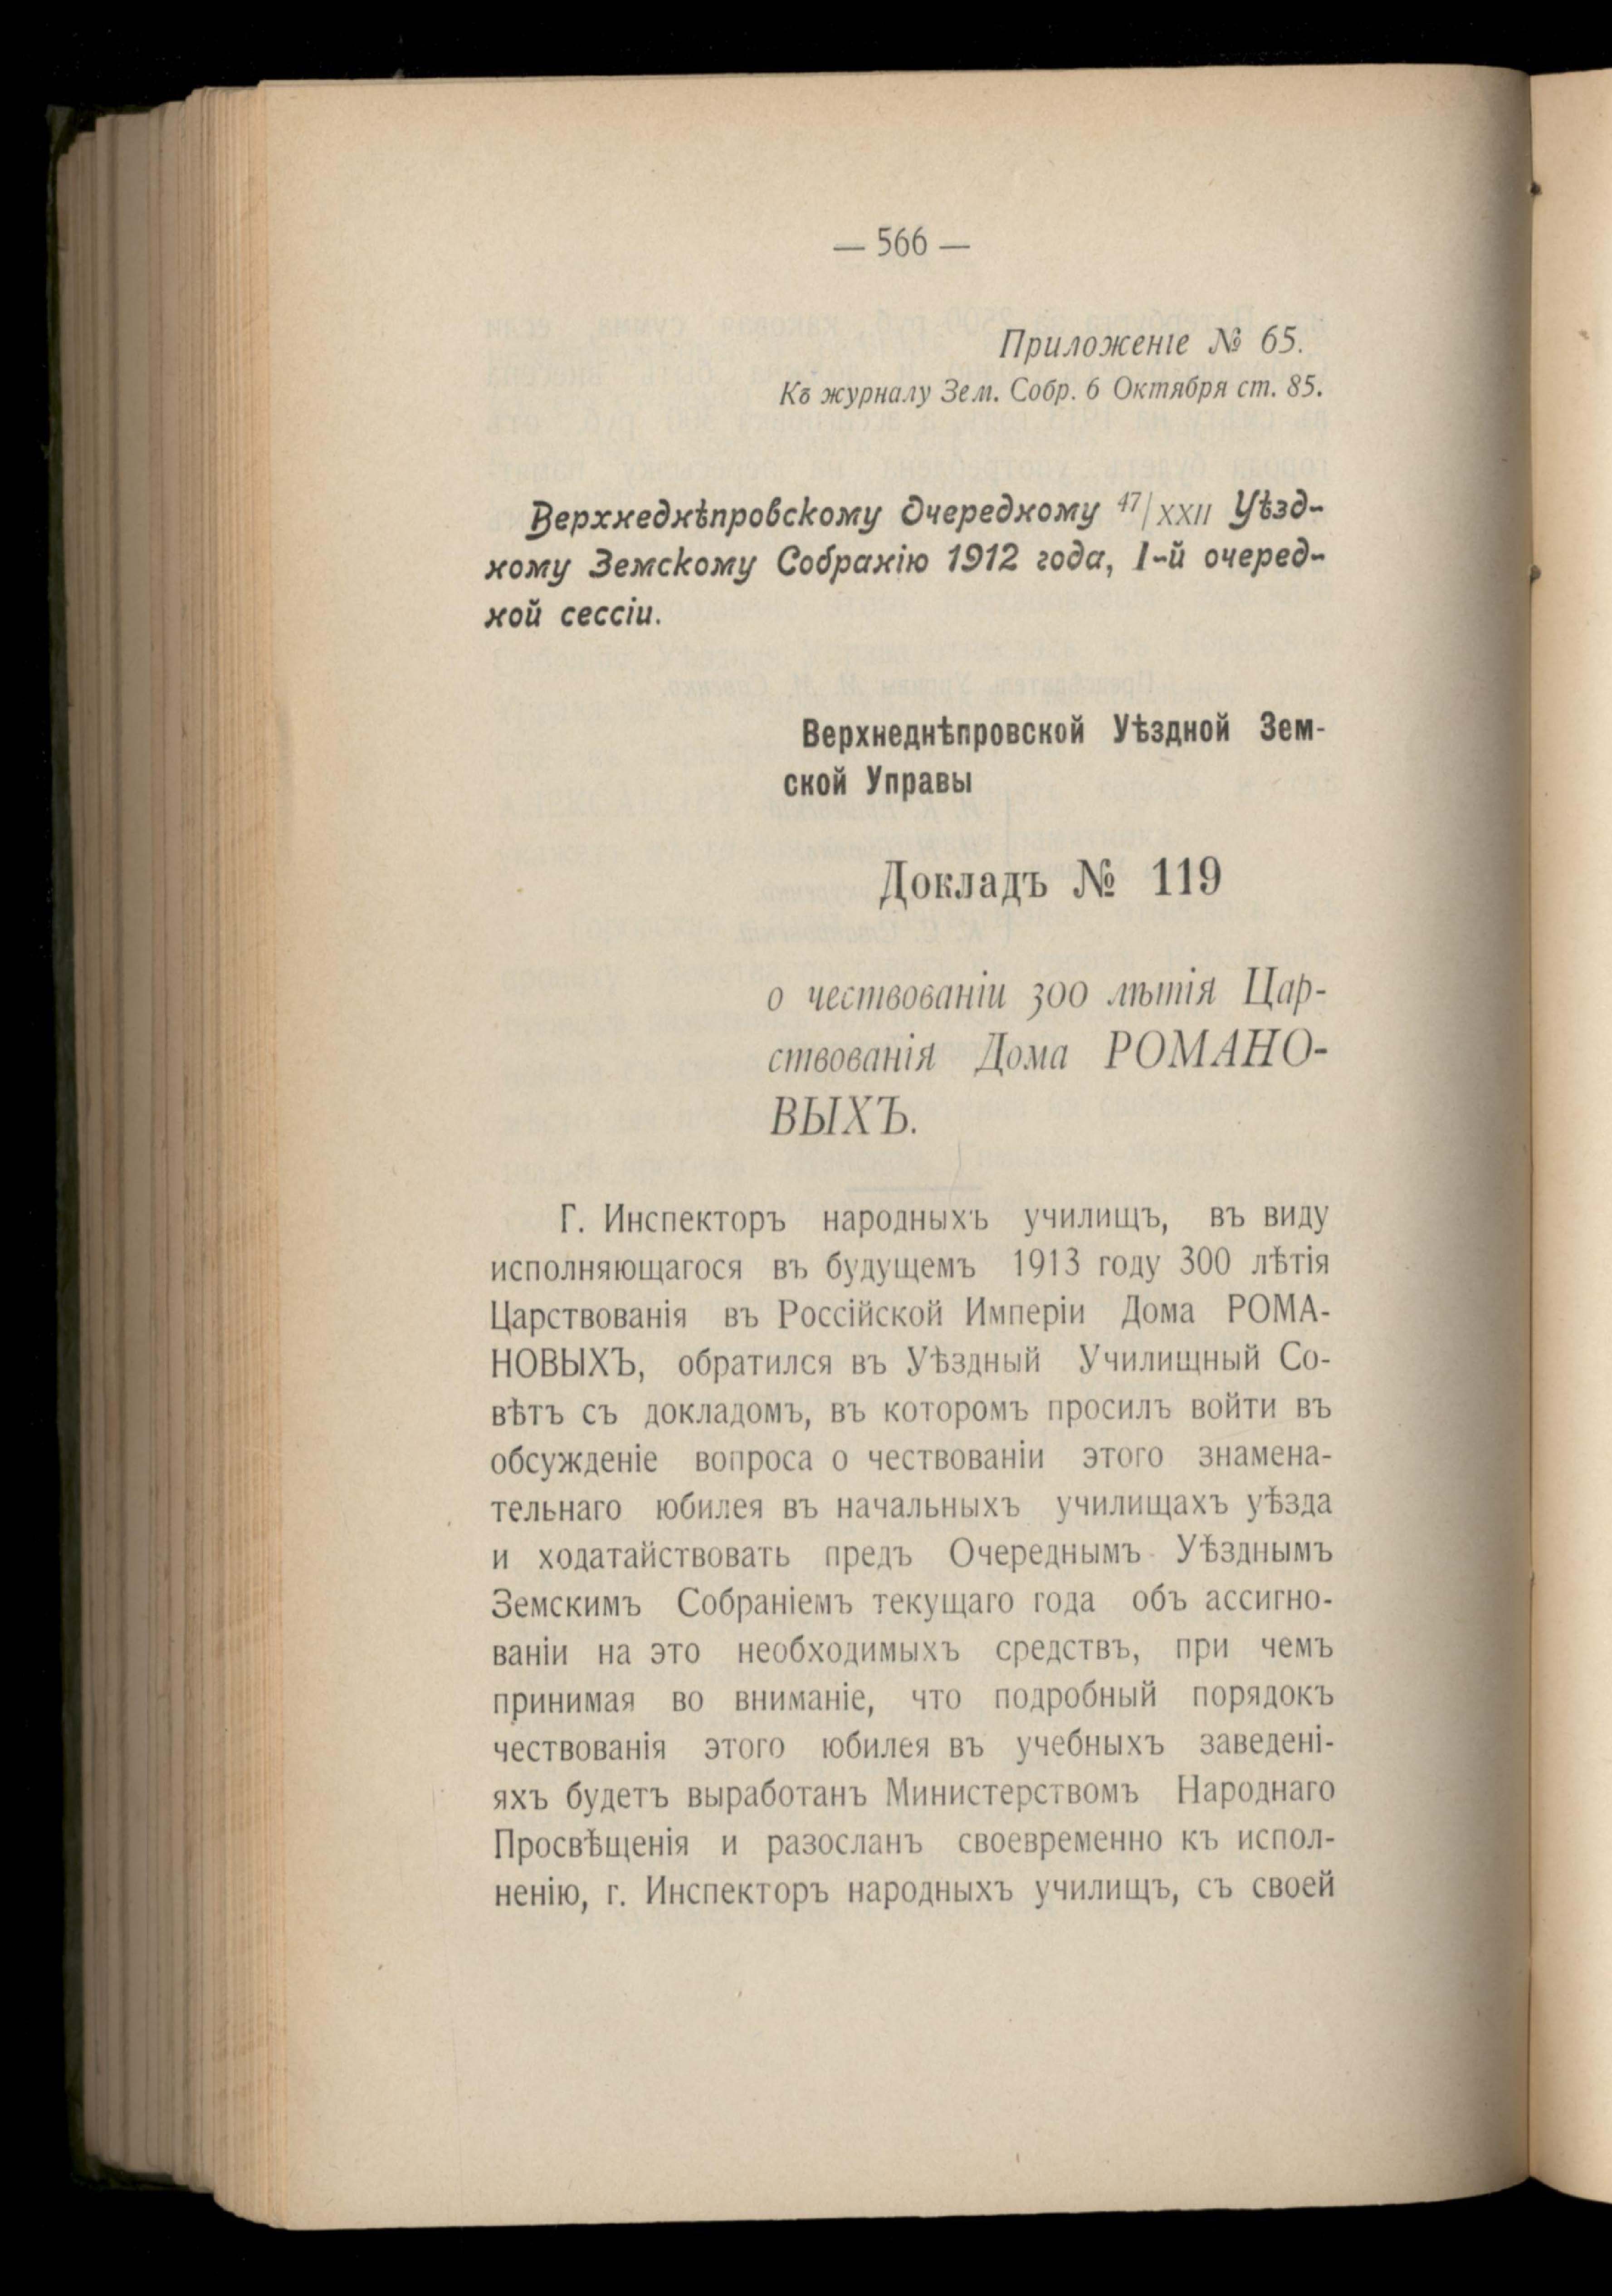 — 566 —
Приложеніе № 65.
Къ журналу Зем. Собр. 6 Октября ст. 85.
Верхнеднѣпровскому Очередному 47/XXII Уѣзд-
ному Земскому Собранію 1912 года, 1-й очеред-
ной сессіи.
Верхнеднѣпровской Уѣздной Зем-
ской Управы
Докладъ № 119
о чествованіи 300 лѣтія Цар-
ствованія Дома РОМАНО-
ВЫХЪ.
Г. Инспекторъ народныхъ училищъ, въ виду
исполняющагося въ будущемъ 1913 году 300 лѣтія
Царствованія въ Россійской Имперіи Дома РОМА-
НОВЫХЪ, обратился въ Уѣздный Училищный Со-
вѣтъ съ докладомъ, въ которомъ просилъ войти въ
обсужденіе вопроса о чествованіи этого знамена-
тельнаго юбилея въ начальныхъ училищахъ уѣзда
и ходатайствовать предъ Очереднымъ Уѣзднымъ
Земскимъ Собраніемъ текущаго года объ ассигно-
ваніи на это необходимыхъ средствъ, при чемъ
принимая во вниманіе, что подробный порядокъ
чествованія этого юбилея въ учебныхъ заведені-
яхъ будетъ выработанъ Министерствомъ Народнаго
Просвѣщенія и разосланъ своевременно къ испол-
ненію, г. Инспекторъ народныхъ училищъ, съ своей